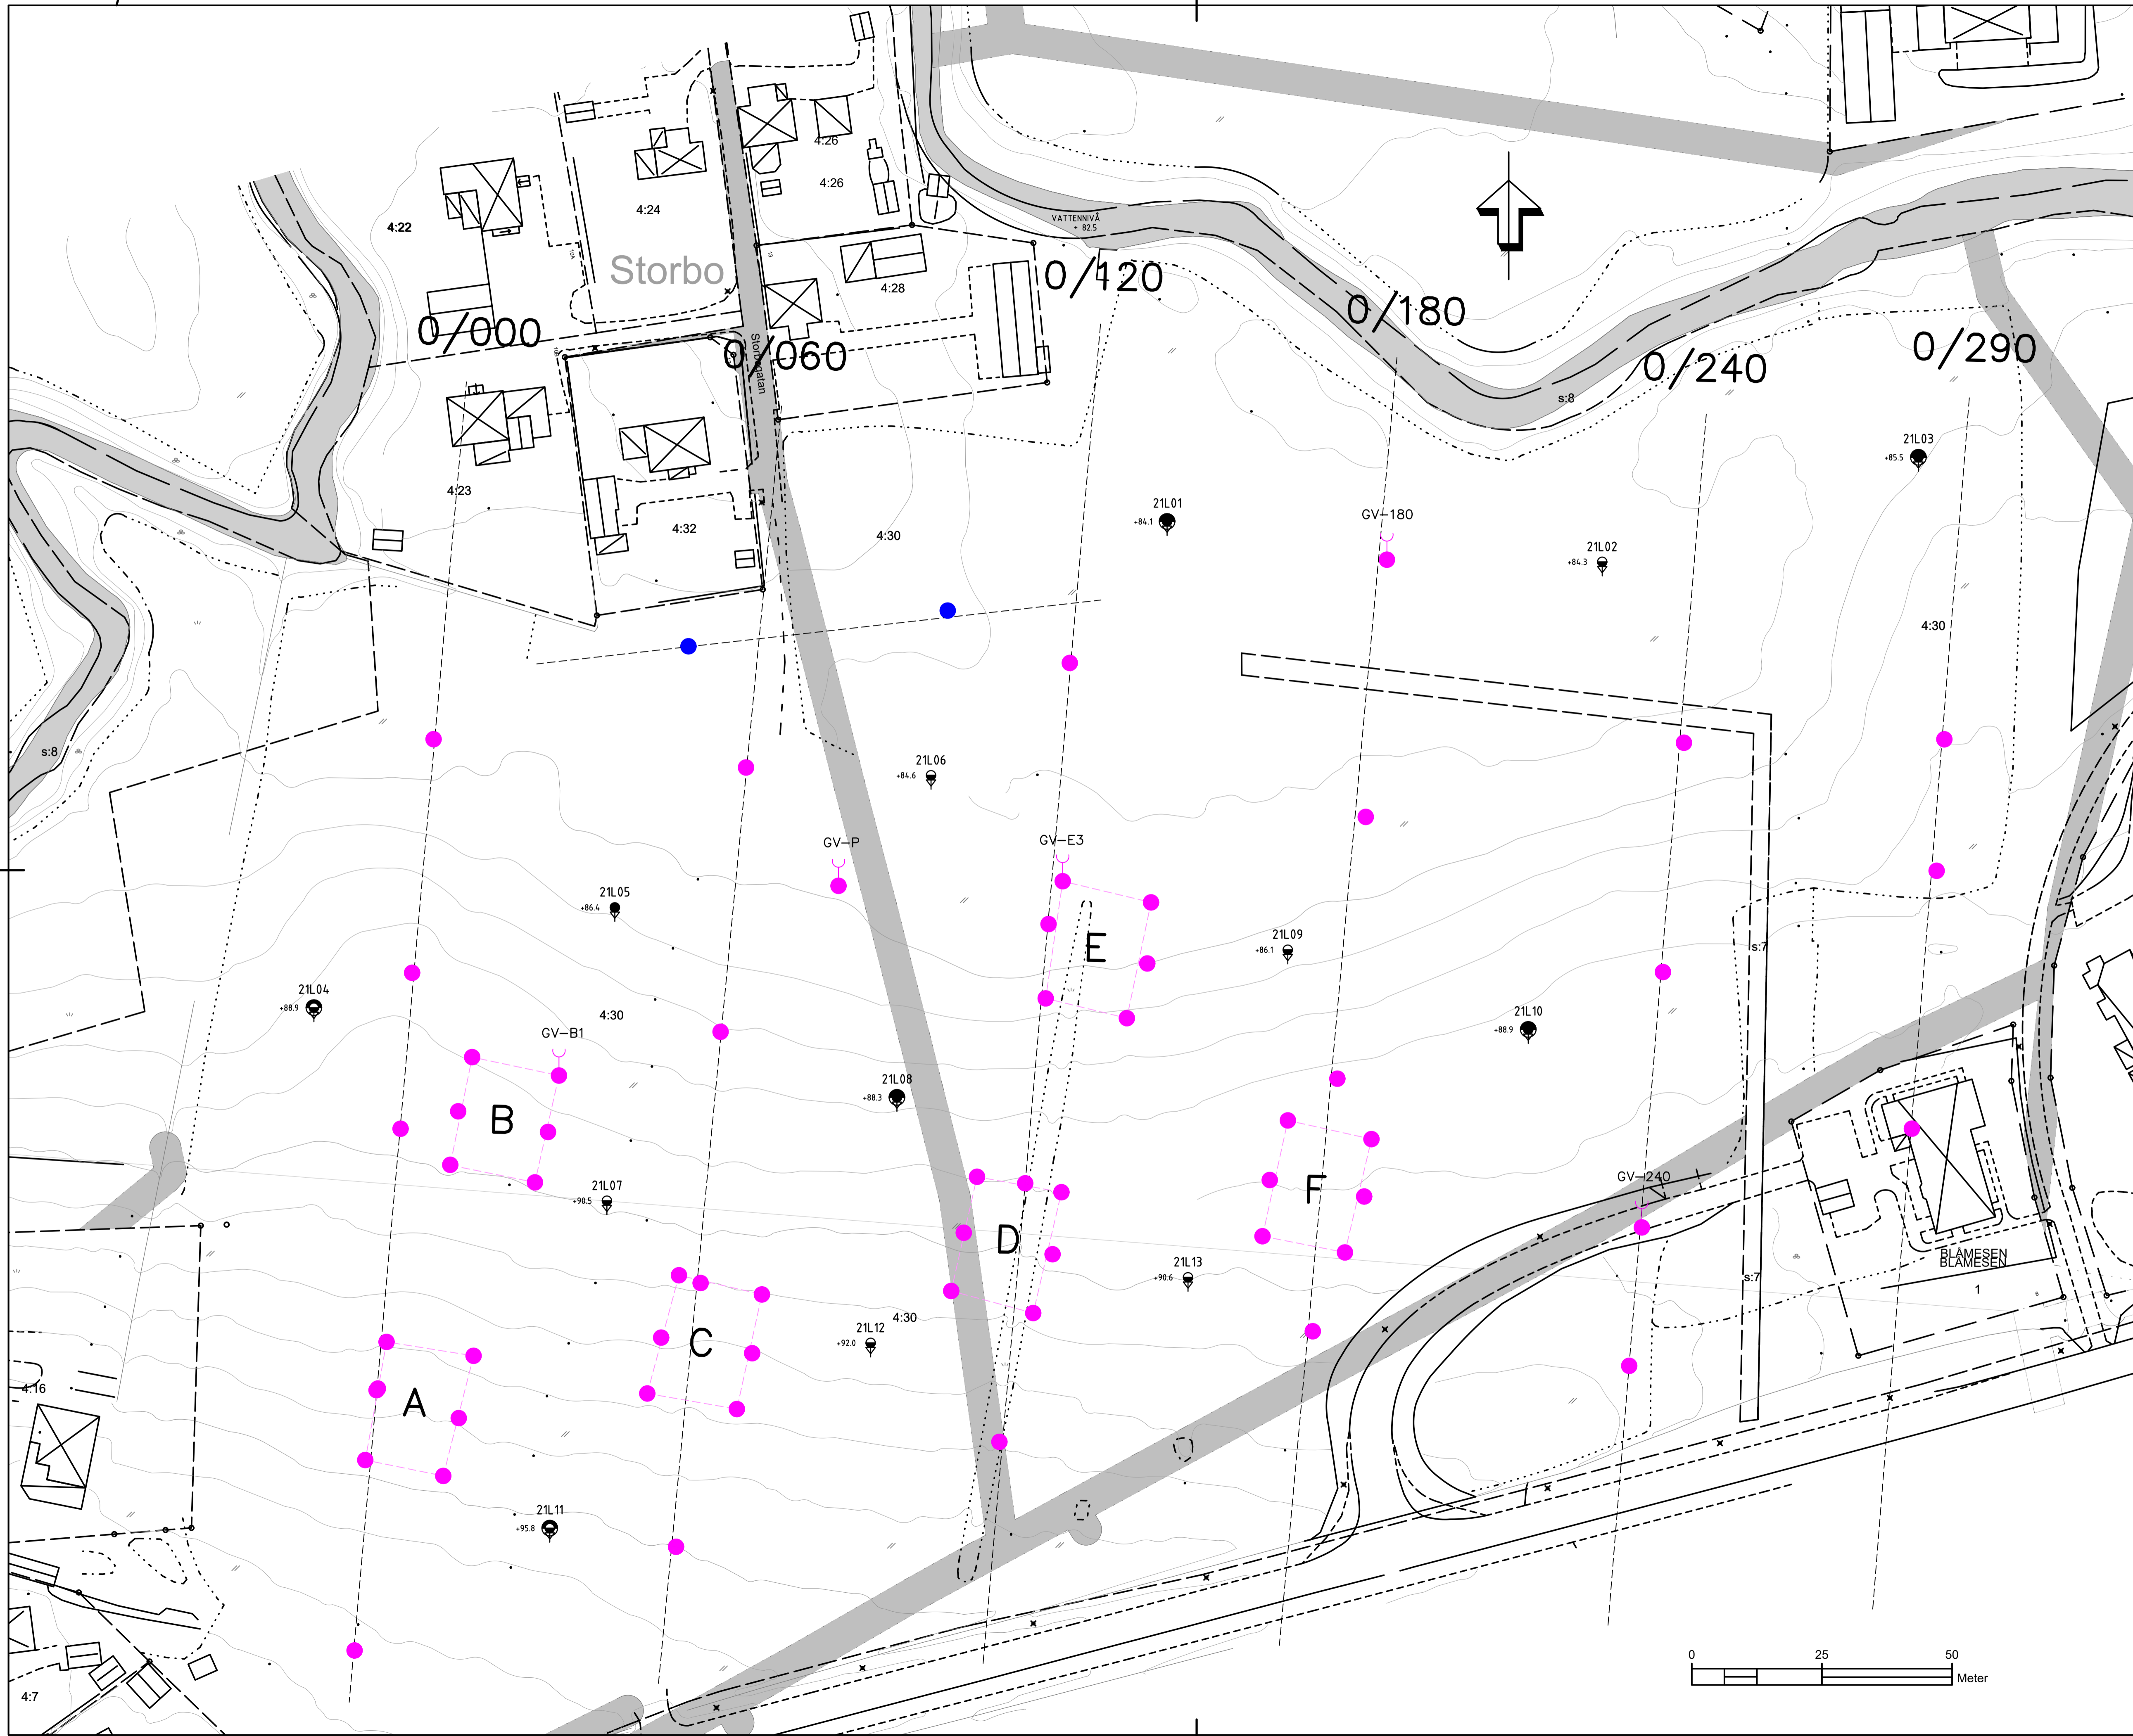 4:26
4:26
4:24
4:22
VATTENNIVÅ
+ 82.5
Storbo
0/120
4:28
0/180
0/000
0/060
Storbogatan
0/240
0/290
s:8
21L03
+85.5
4:23
21L01
+84.1
GV-180
4:32
4:30
21L02
+84.3
4:30
s:8
21L06
+84.6
GV-P
GV-E3
21L05
+86.4
E
21L09
+86.1
s:7
21L04
+88.9
4:30
21L10
+88.9
GV-B1
21L08
+88.3
B
GV-240
21L07
+90.5
F
D
BLÅMESEN
BLÅMESEN
21L13
+90.6
s:7
1
4:30
21L12
+92.0
C
4:16
A
21L11
+95.8
0 25 50
Meter
4:7